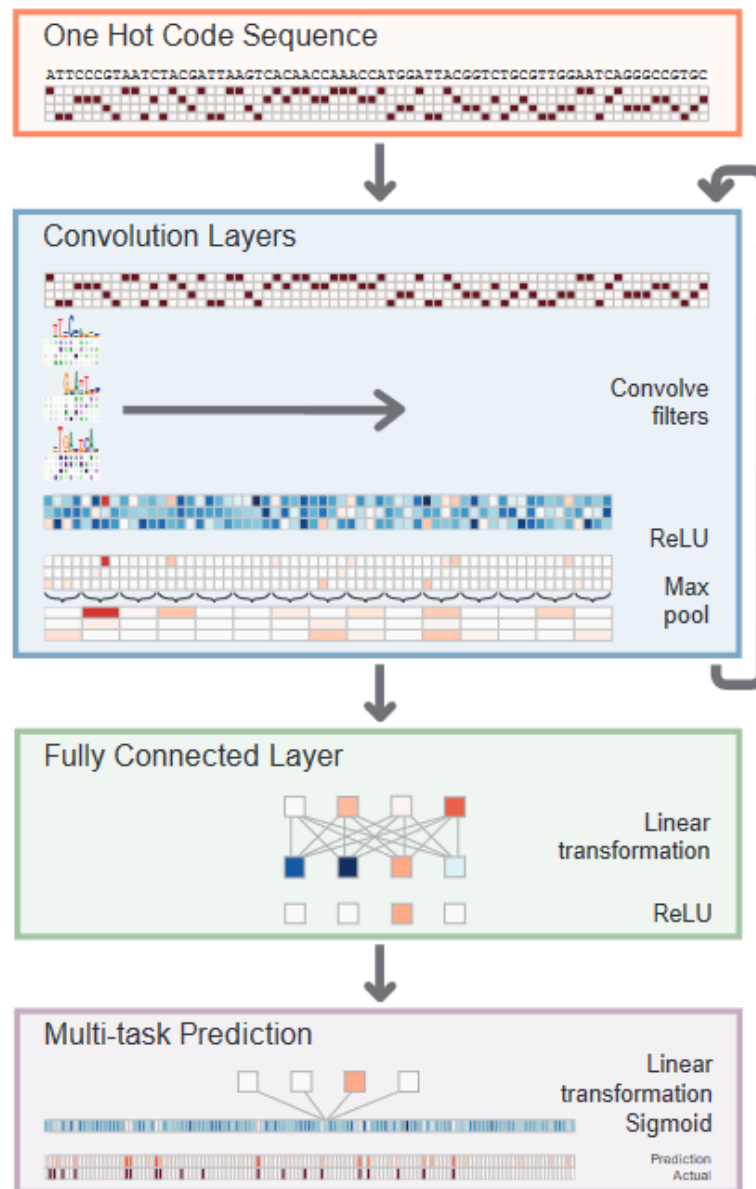 One Hot Code Sequence
ATTCCCGTAATCTACGATTAAGTCACAACCAAACCATGGATTACGGTCTGCGTTGGAATCAGGGCCGTGC
Convolution Layers
Convolve
filters
ReLU
Max
pool
Fully Connected Layer
Linear
transformation
ReLU
Multi-task Prediction
Linear
transformation
Sigmoid
Prediction
Actual